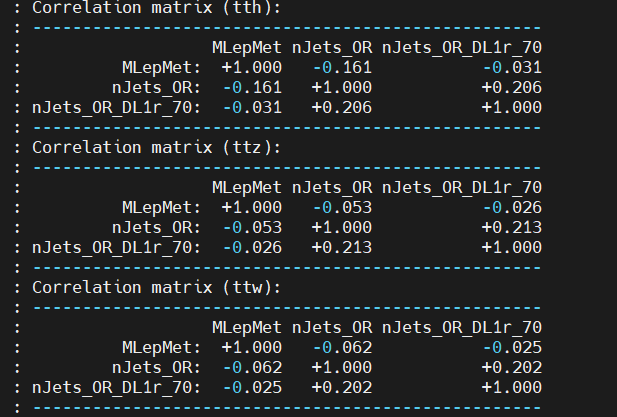 : Correlation matrix (tth):
: ---------------------------------------------------
:                   MLepMet nJets_OR nJets_OR_DL1r_70
:          MLepMet:  +1.000   -0.161           -0.031
:         nJets_OR:  -0.161   +1.000           +0.206
: nJets_OR_DL1r_70:  -0.031   +0.206           +1.000
: ---------------------------------------------------
: Correlation matrix (ttz):
: ---------------------------------------------------
:                   MLepMet nJets_OR nJets_OR_DL1r_70
:          MLepMet:  +1.000   -0.053           -0.026
:         nJets_OR:  -0.053   +1.000           +0.213
: nJets_OR_DL1r_70:  -0.026   +0.213           +1.000
: ---------------------------------------------------
: Correlation matrix (ttw):
: ---------------------------------------------------
:                   MLepMet nJets_OR nJets_OR_DL1r_70
:          MLepMet:  +1.000   -0.062           -0.025
:         nJets_OR:  -0.062   +1.000           +0.202
: nJets_OR_DL1r_70:  -0.025   +0.202           +1.000
: ---------------------------------------------------